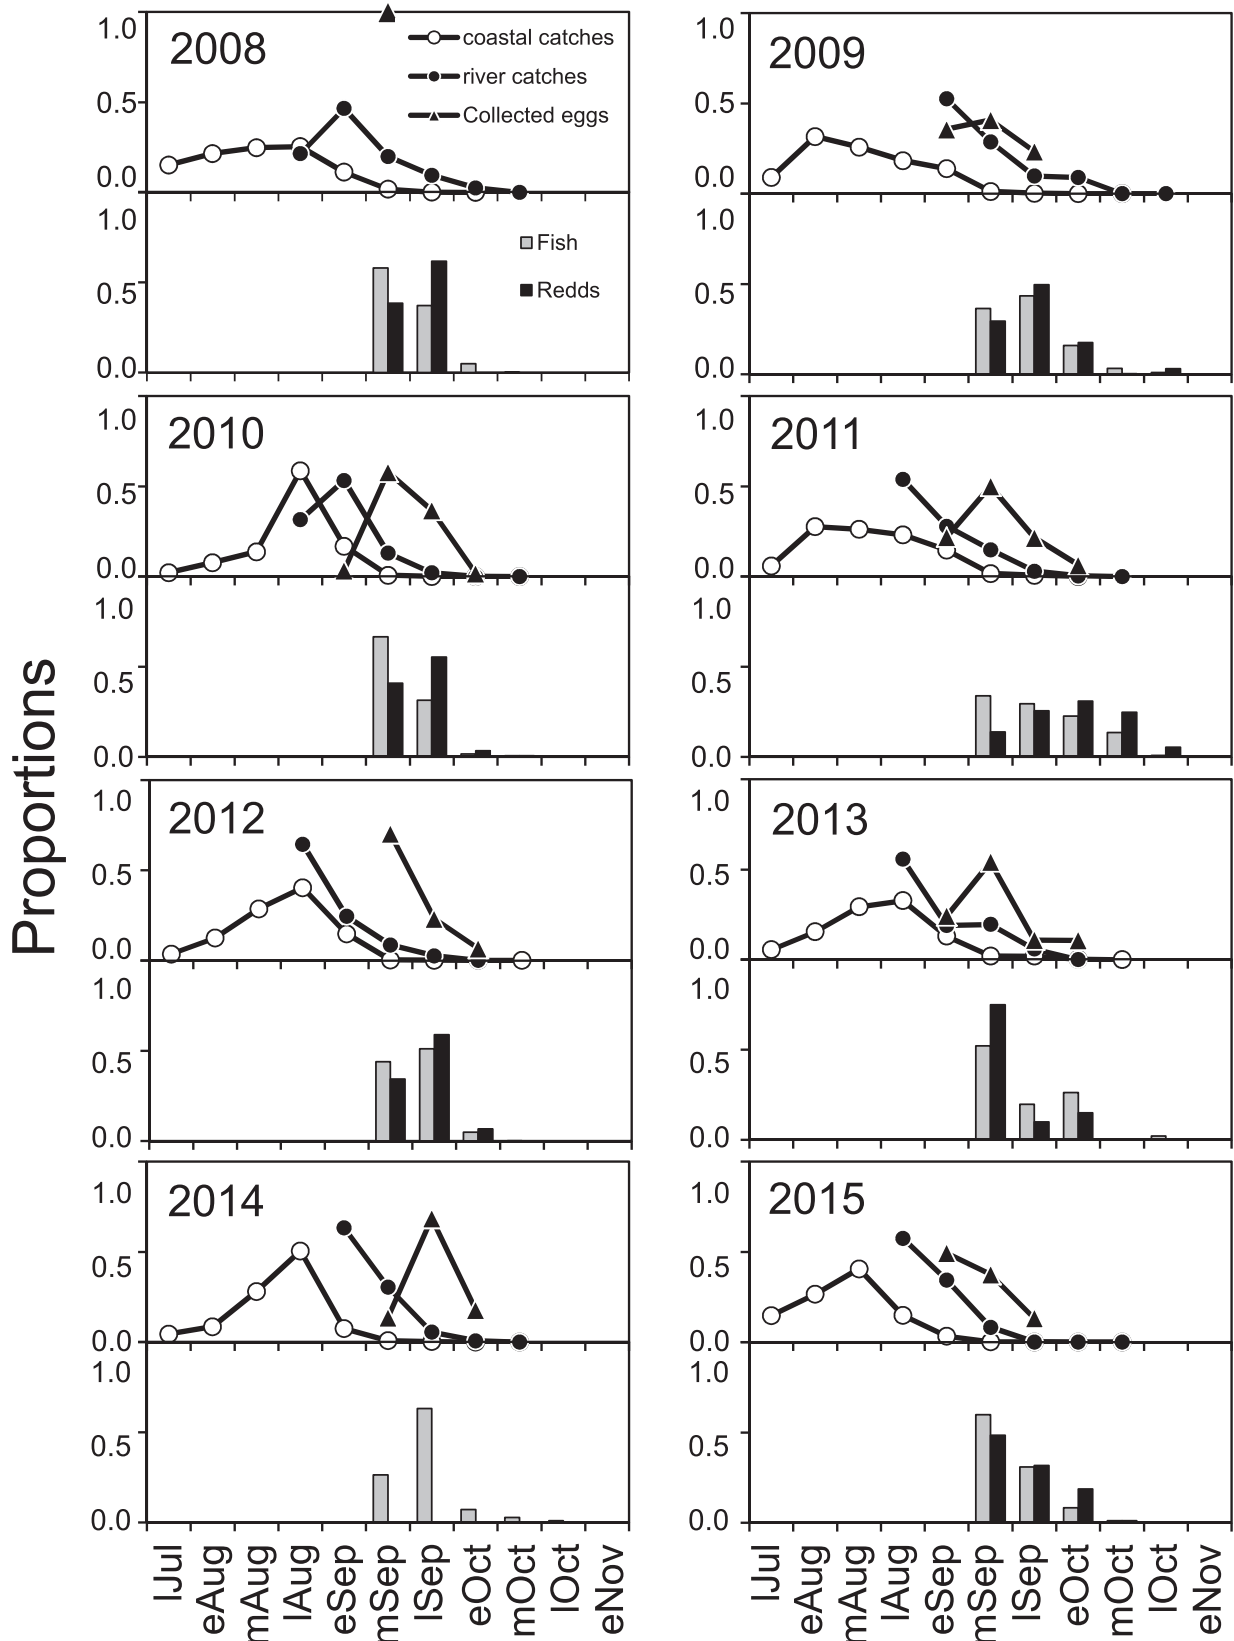 Proportions
2008
1.0
0.5
0.0
coastal catches
river catches
Collected eggs
1.0
0.5
0.0
Fish
Redds
2009
1.0
0.5
0.0
1.0
0.5
0.0
2010
1.0
0.5
0.0
1.0
0.5
0.0
2011
1.0
0.5
0.0
1.0
0.5
0.0
2012
1.0
0.5
0.0
1.0
0.5
0.0
2013
1.0
0.5
0.0
1.0
0.5
0.0
2014
1.0
0.5
0.0
1.0
0.5
0.0
2015
1.0
0.5
0.0
1.0
0.5
0.0
lJul
eAug
mAug
lAug
eSep
mSep
lSep
eOct
mOct
lOct
eNov
lJul
eAug
mAug
lAug
eSep
mSep
lSep
eOct
mOct
lOct
eNov